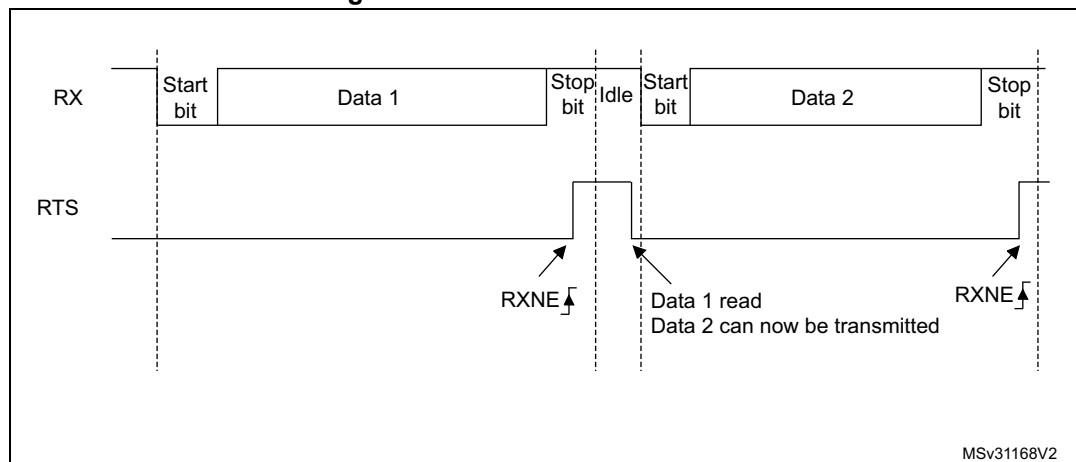 RX
Start
bit
Data 1
Stop
bit
Idle
Start
bit
Data 2
Stop
bit
RTS
RXNE
Data 1 read
Data 2 can now be transmitted
RXNE
MSv31168V2